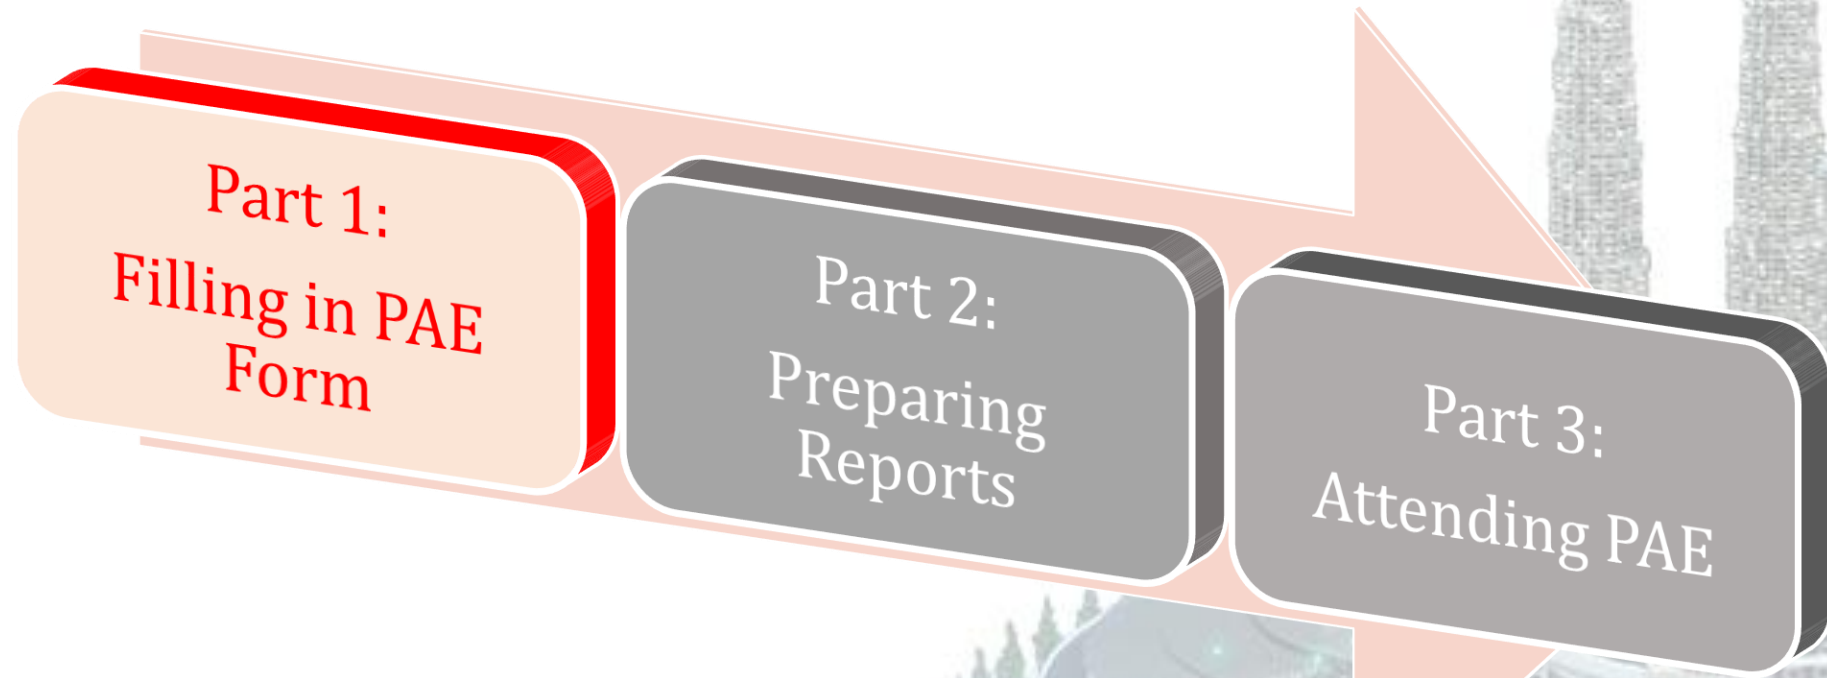 Part 1:
Filling in PAE
Form
Part 2:
Preparing
Reports
Part 3:
Attending PAE